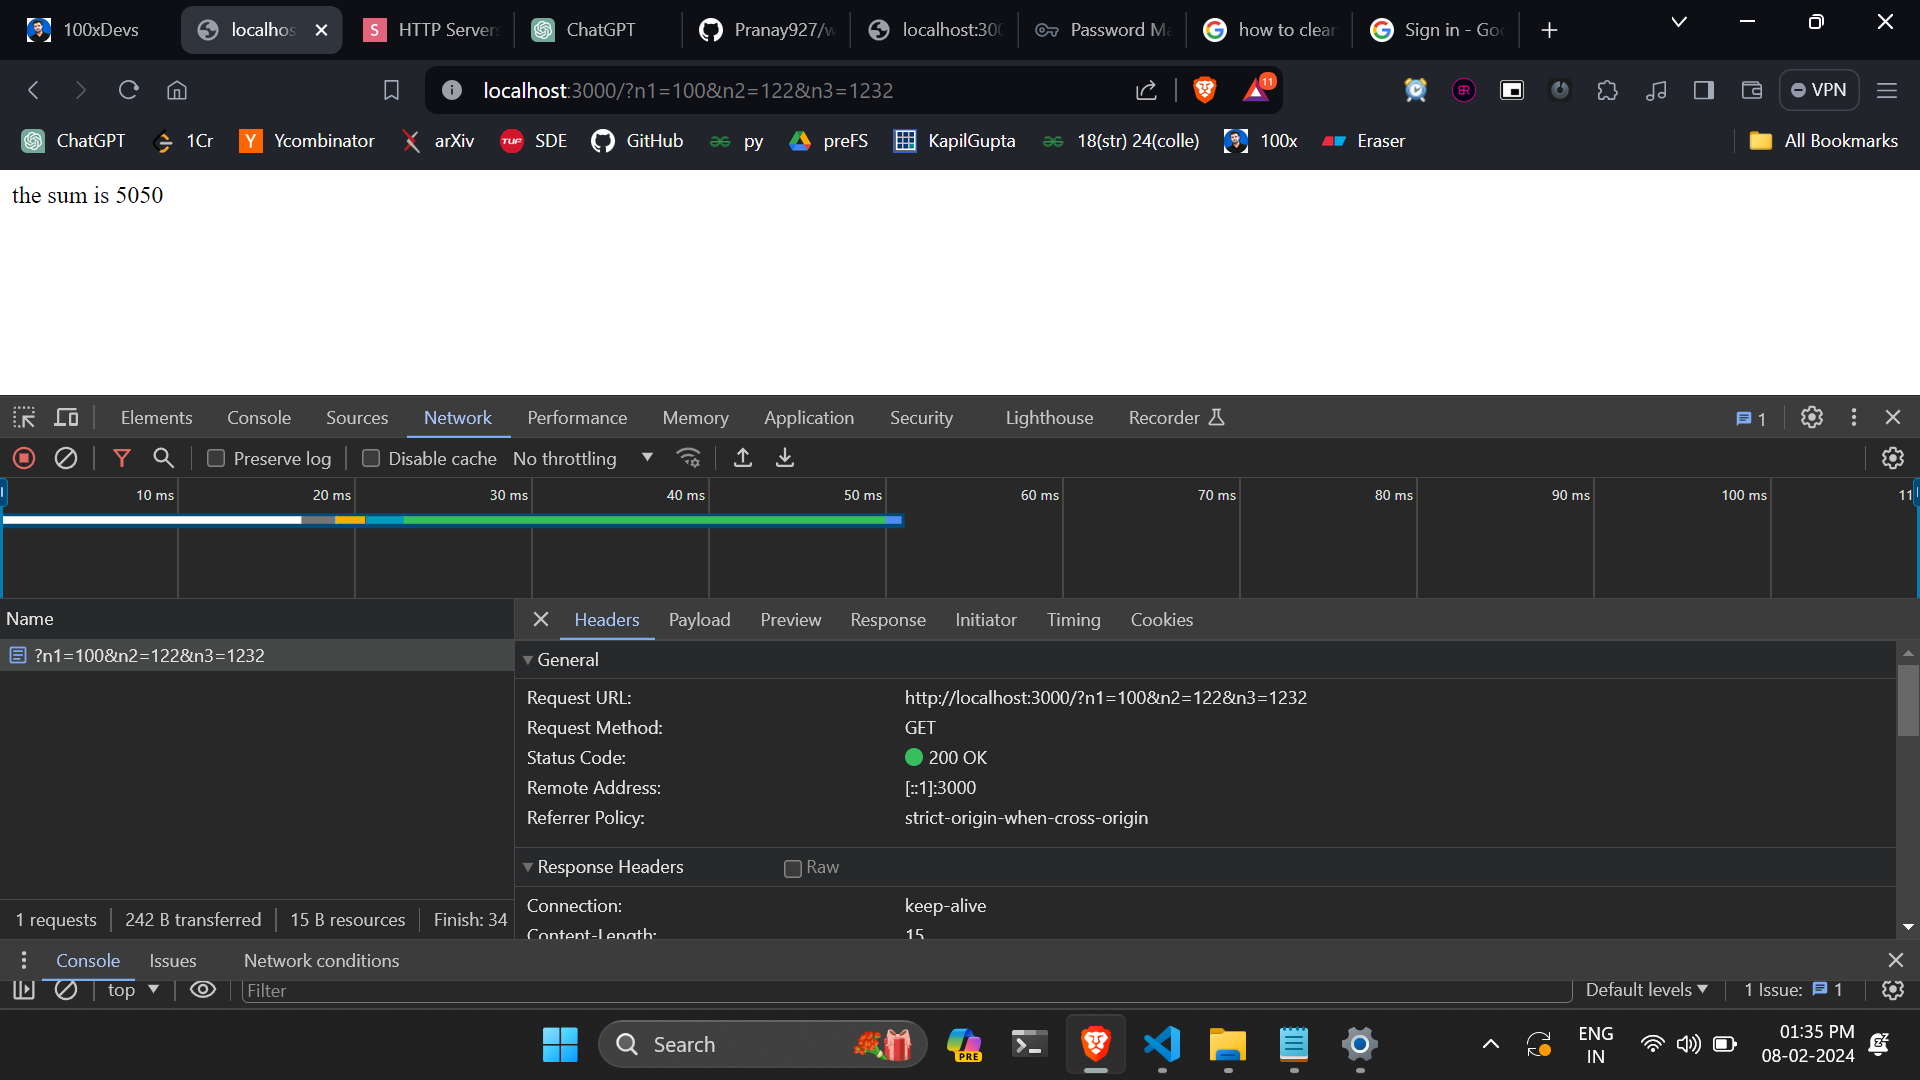 100xDevs
localhos
HTTP Servers
ChatGPT
Pranay927/w
localhost:300
Password Ma
how to clear
Sign in - Goo
localhost:3000/?n1=100&n2=122&n3=1232
11
VPN
ChatGPT
1Cr
Ycombinator
arXiv
TUF SDE
GitHub
py
preFS
KapilGupta
18(str) 24(colle)
100x
Eraser
All Bookmarks
the sum is 5050
Elements Console Sources Network Performance Memory Application Security Lighthouse Recorder 1
Preserve log Disable cache No throttling
10 ms 20 ms 30 ms 40 ms 50 ms 60 ms 70 ms 80 ms 90 ms 100 ms 11
Name
?n1=100&n2=122&n3=1232
1 requests 242 B transferred 15 B resources Finish: 34
Headers Payload Preview Response Initiator Timing Cookies
General
Request URL: http://localhost:3000/?n1=100&n2=122&n3=1232
Request Method: GET
Status Code: 200 OK
Remote Address: [::1]:3000
Referrer Policy: strict-origin-when-cross-origin
Response Headers Raw
Connection: keep-alive
Content-Length: 15
Console Issues Network conditions
top Filter Default levels 1 Issue: 1
Search
PRE
ENG
IN
01:35 PM
08-02-2024